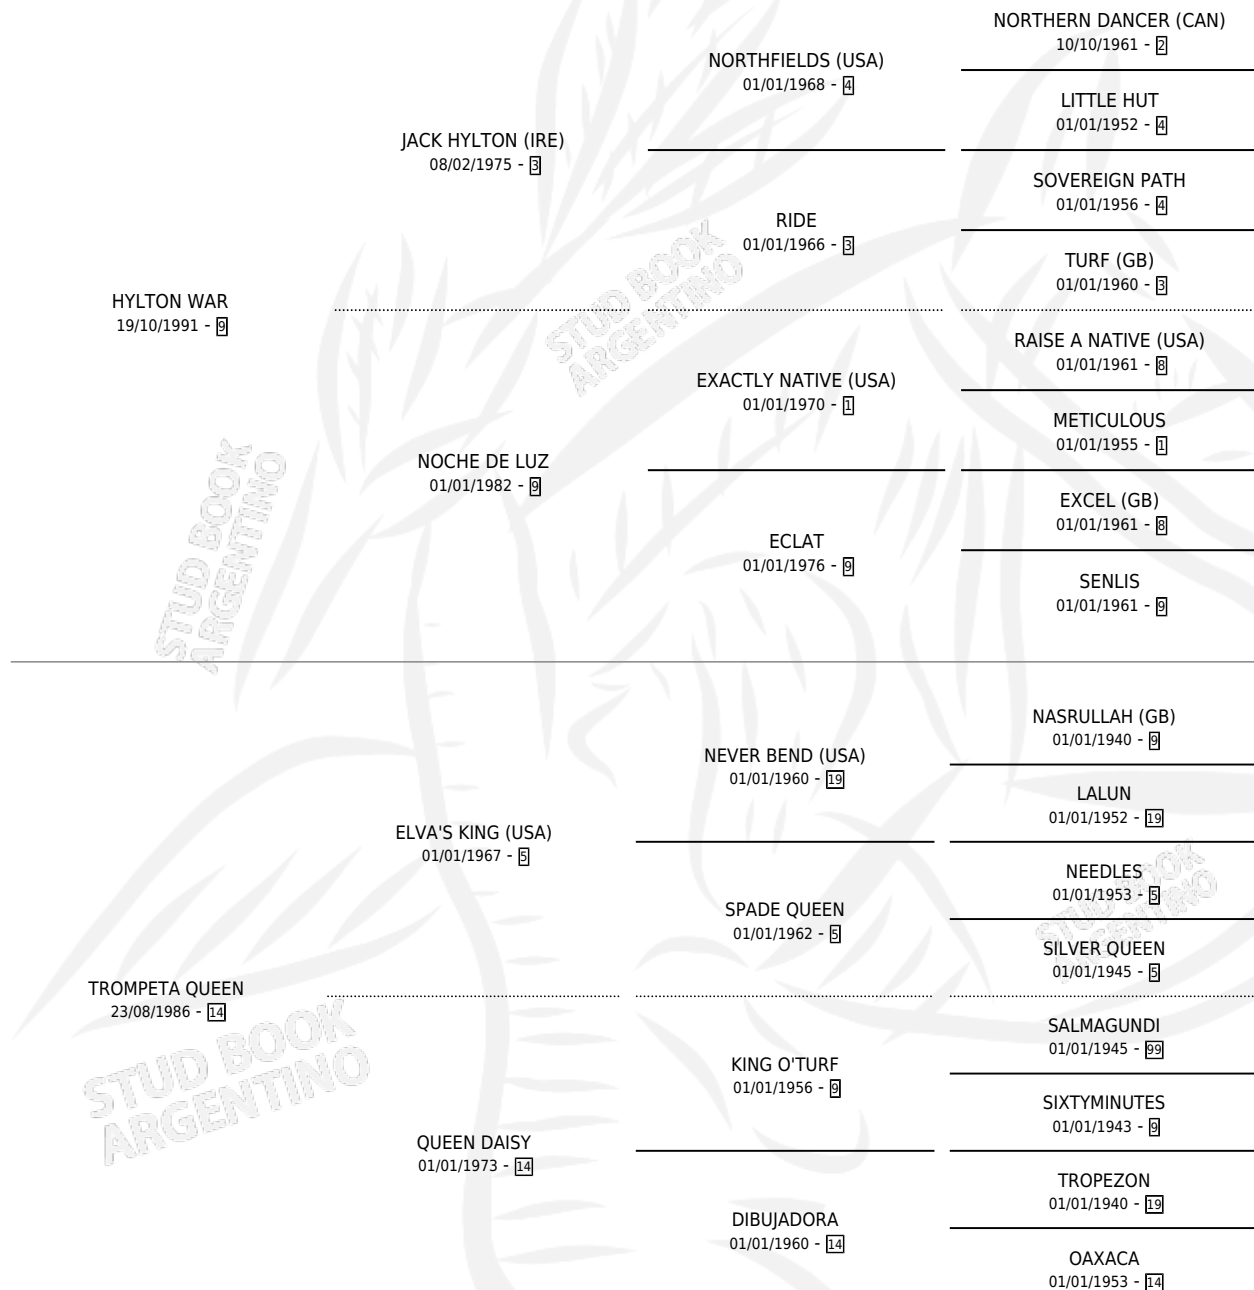 NORTHERN DANCER (CAN)
10/10/1961 - 2
NORTHFIELDS (USA)
01/01/1968 - 4
LITTLE HUT
01/01/1952 - 4
JACK HYLTON (IRE)
08/02/1975 - 3
SOVEREIGN PATH
01/01/1956 - 4
RIDE
01/01/1966 - 3
TURF (GB)
01/01/1960 - 3
HYLTON WAR
19/10/1991 - 9
STUD BOOK
ARGENTINO
RAISE A NATIVE (USA)
01/01/1961 - 8
EXACTLY NATIVE (USA)
01/01/1970 - 1
METICULOUS
01/01/1955 - 1
NOCHE DE LUZ
01/01/1982 - 9
EXCEL (GB)
01/01/1961 - 8
ECLAT
01/01/1976 - 9
SENLIS
01/01/1961 - 9
STUD BOOK
ARGENTINO
NASRULLAH (GB)
01/01/1940 - 9
NEVER BEND (USA)
01/01/1960 - 19
LALUN
01/01/1952 - 19
ELVA'S KING (USA)
01/01/1967 - 5
NEEDLES
01/01/1953 - 5
SPADE QUEEN
01/01/1962 - 5
SILVER QUEEN
01/01/1945 - 5
STUD BOOK
ARGENTINO
TROMPETA QUEEN
23/08/1986 - 14
SALMAGUNDI
01/01/1945 - 99
KING O'TURF
01/01/1956 - 9
SIXTYMINUTES
01/01/1943 - 9
STUD BOOK
ARGENTINO
QUEEN DAISY
01/01/1973 - 14
TROPEZON
01/01/1940 - 19
DIBUJADORA
01/01/1960 - 14
OAXACA
01/01/1953 - 14